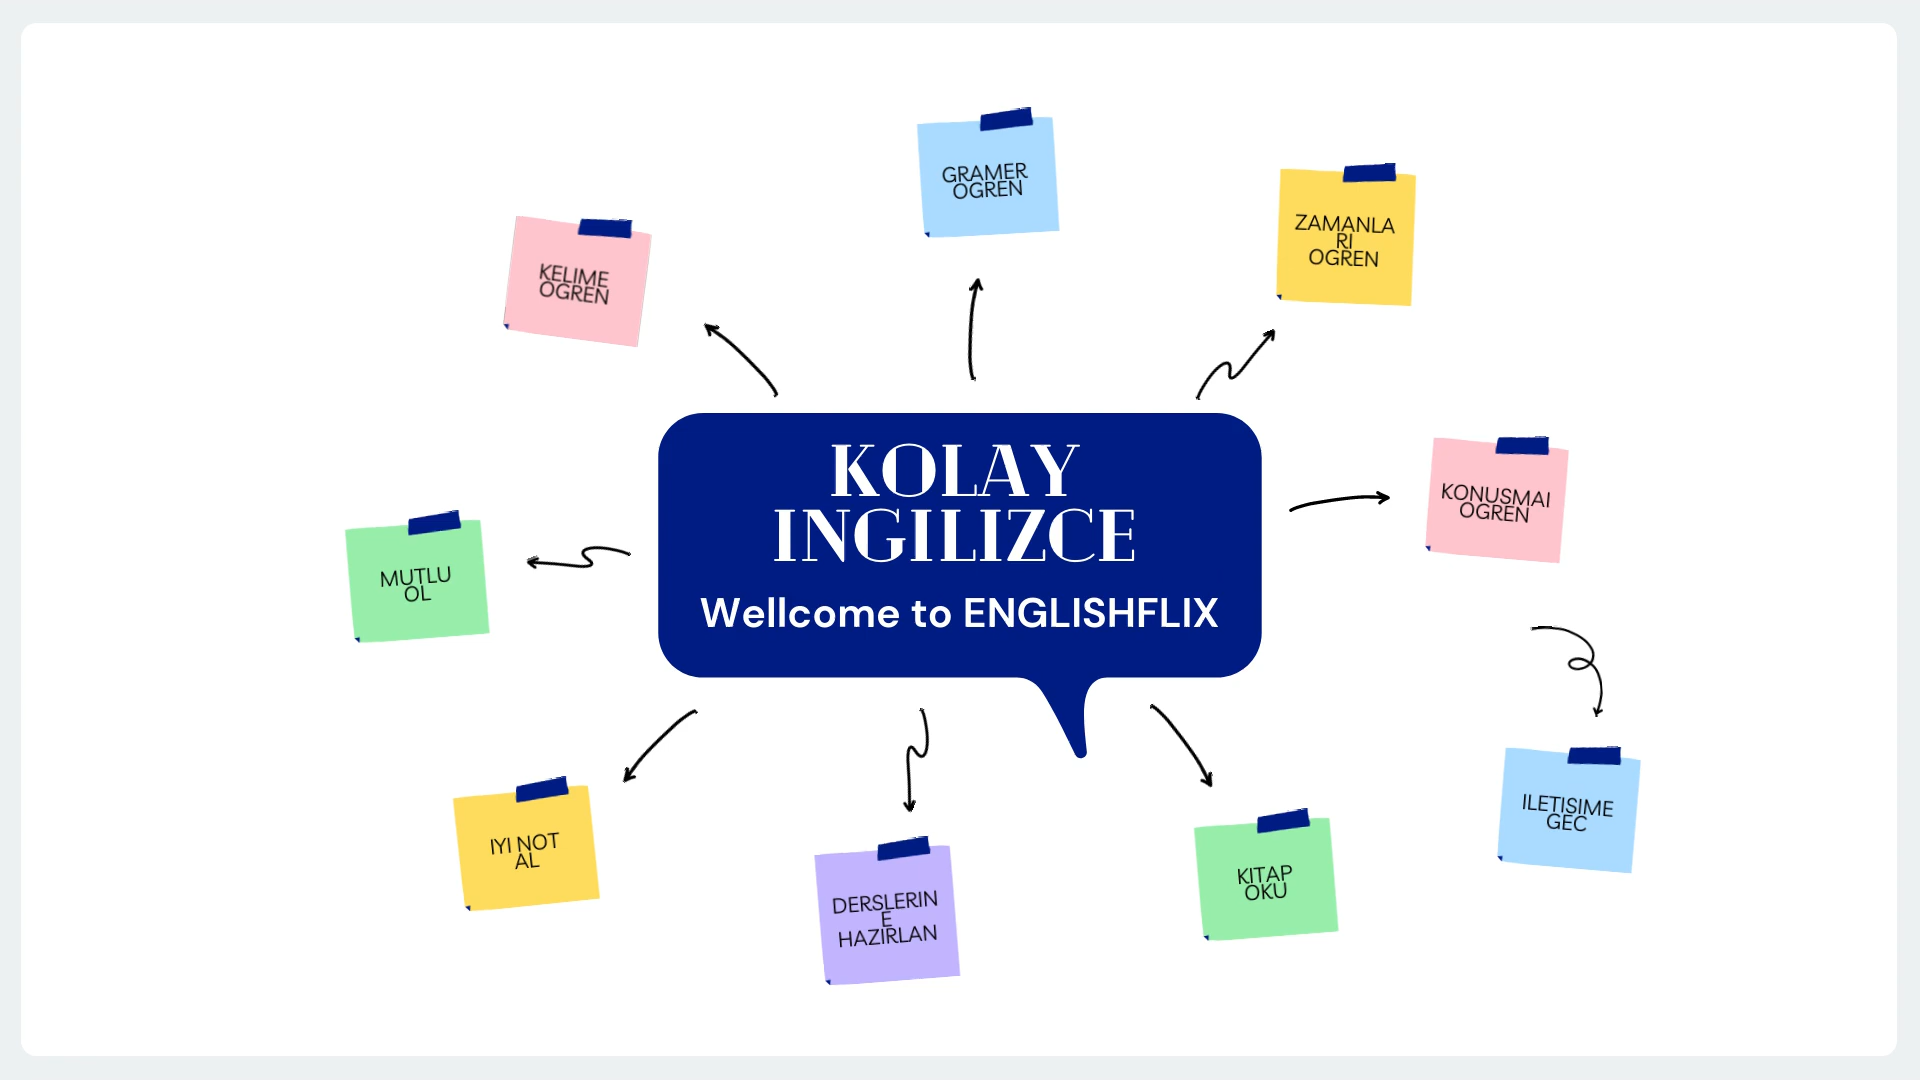 GRAMER
OGREN
ZAMANLA
RI
OGREN
KELIME
OGREN
KOLAY
INGILIZCE
Wellcome to ENGLISHFLIX
KONUSMAI
OGREN
MUTLU
OL
ILETISIME
GEC
IYI NOT
AL
KITAP
OKU
DERSLERIN
E
HAZIRLAN